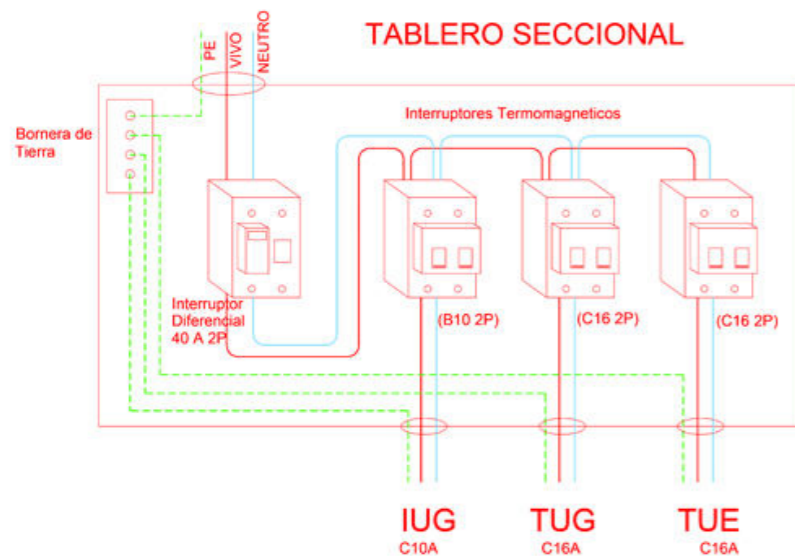 TABLERO SECCIONAL
PE
VIVO
NEUTRO
Interruptores Termomagneticos
Bornera de
Tierra
Interruptor
Diferencial
40 A 2P
(B10 2P)
(C16 2P)
(C16 2P)
IUG
TUG
TUE
C10A
C16A
C16A